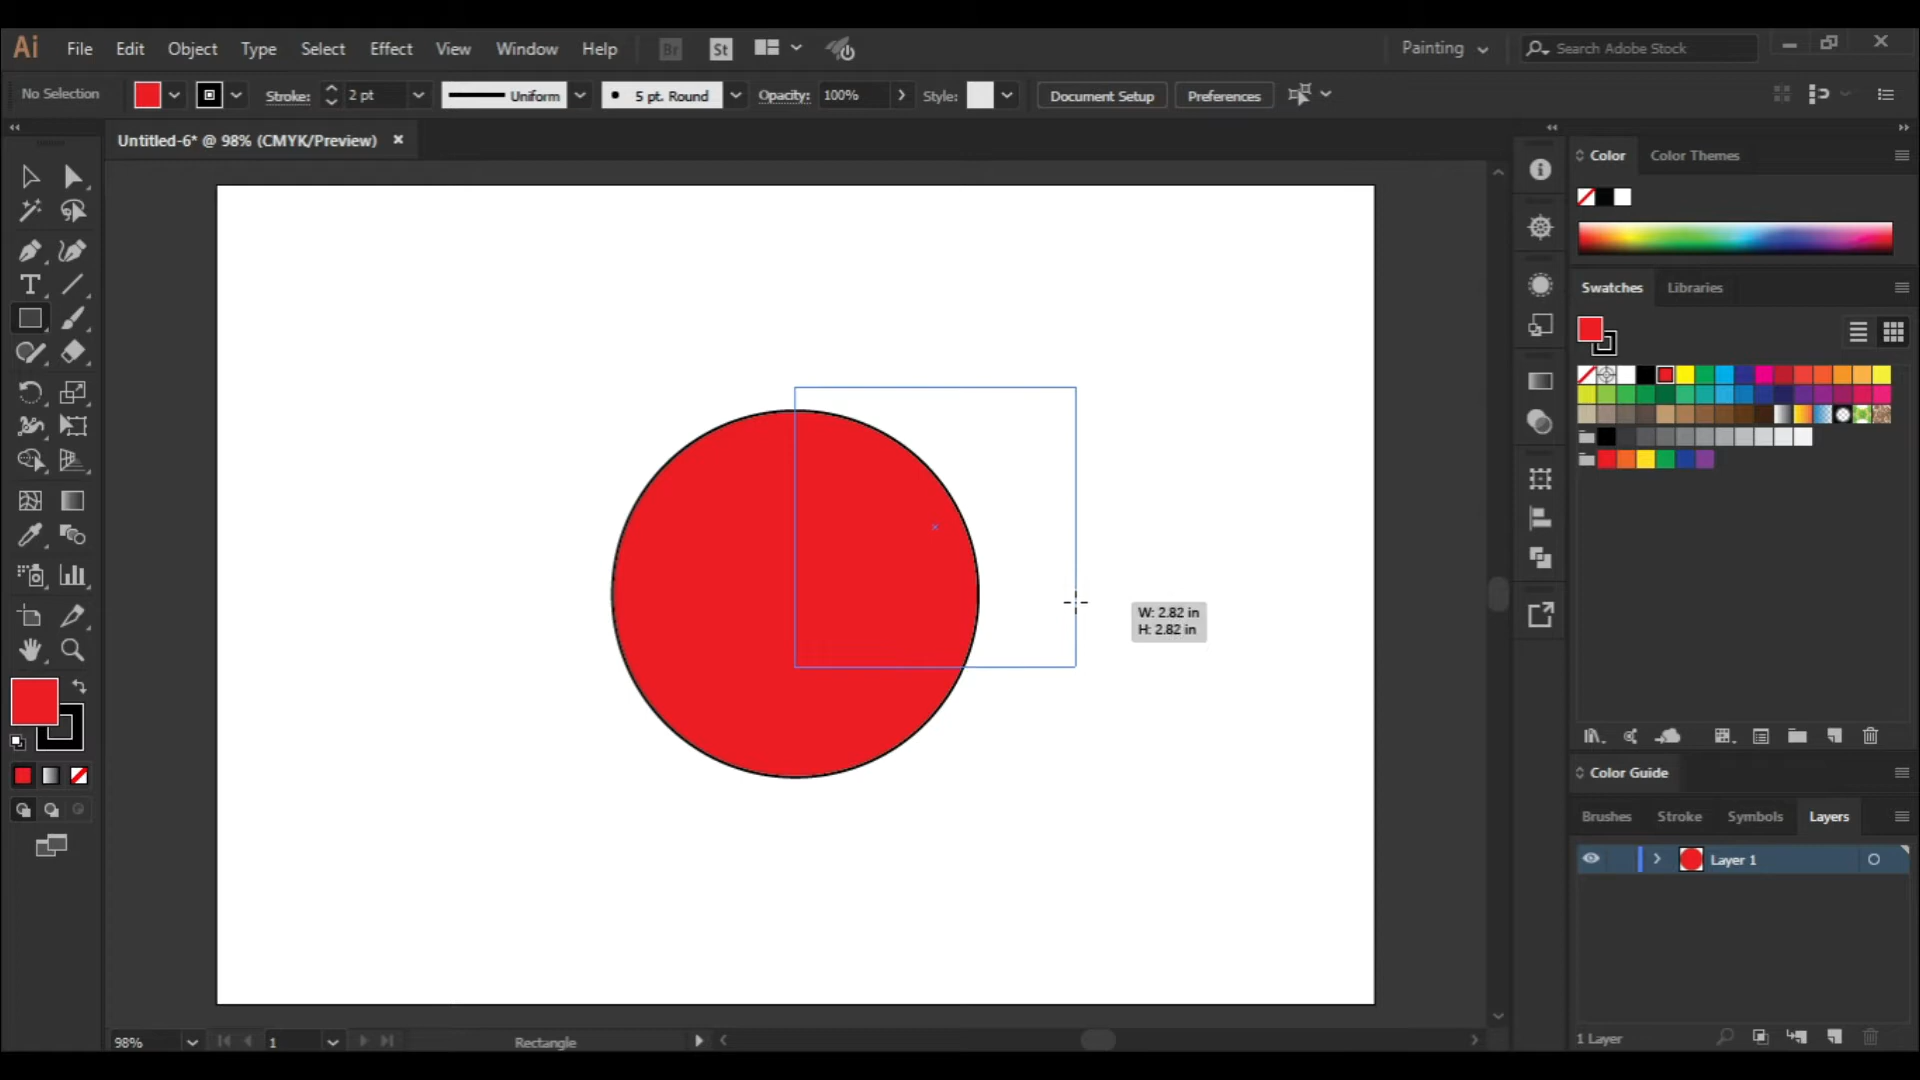 Ai File Edit Object Type Select Effect View Window Help Br St Painting Search Adobe Stock
No Selection Stroke: 2 pt Uniform 5 pt. Round Opacity: 100% Style: Document Setup Preferences
Untitled-6* @ 98% (CMYK/Preview)
Color Color Themes
Swatches Libraries
W: 2.82 in
H: 2.82 in
Color Guide
Brushes Stroke Symbols Layers
Layer 1
98% 1 Rectangle
1 Layer